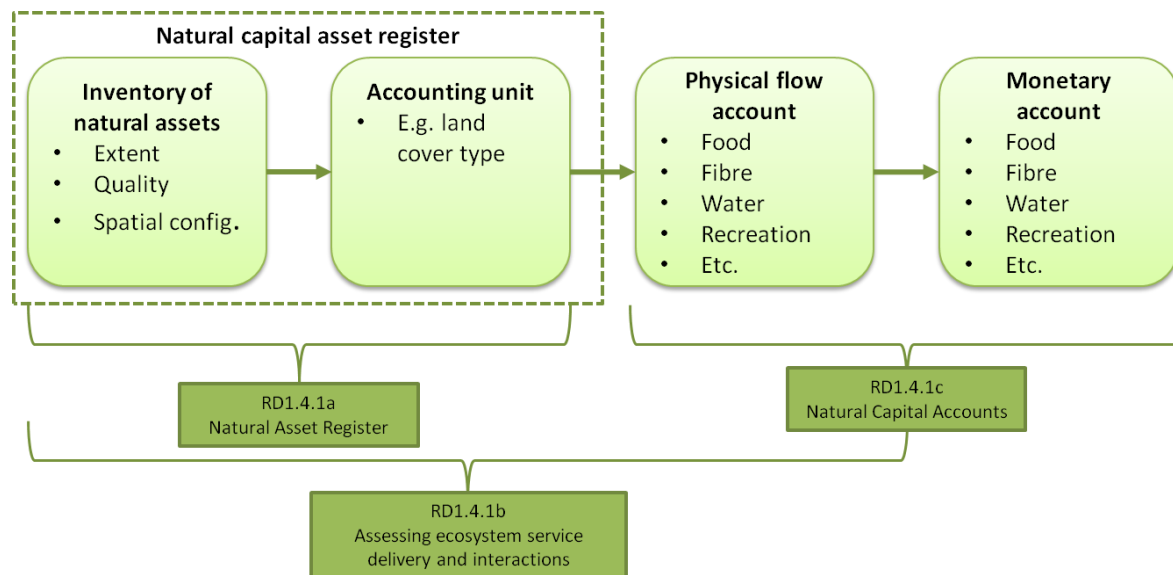 Natural capital asset register
Inventory of
natural assets
• Extent
• Quality
• Spatial config.
Accounting unit
• E.g. land
cover type
Physical flow
account
• Food
• Fibre
• Water
• Recreation
• Etc.
Monetary
account
• Food
• Fibre
• Water
• Recreation
• Etc.
RD1.4.1a
Natural Asset Register
RD1.4.1c
Natural Capital Accounts
RD1.4.1b
Assessing ecosystem service
delivery and interactions